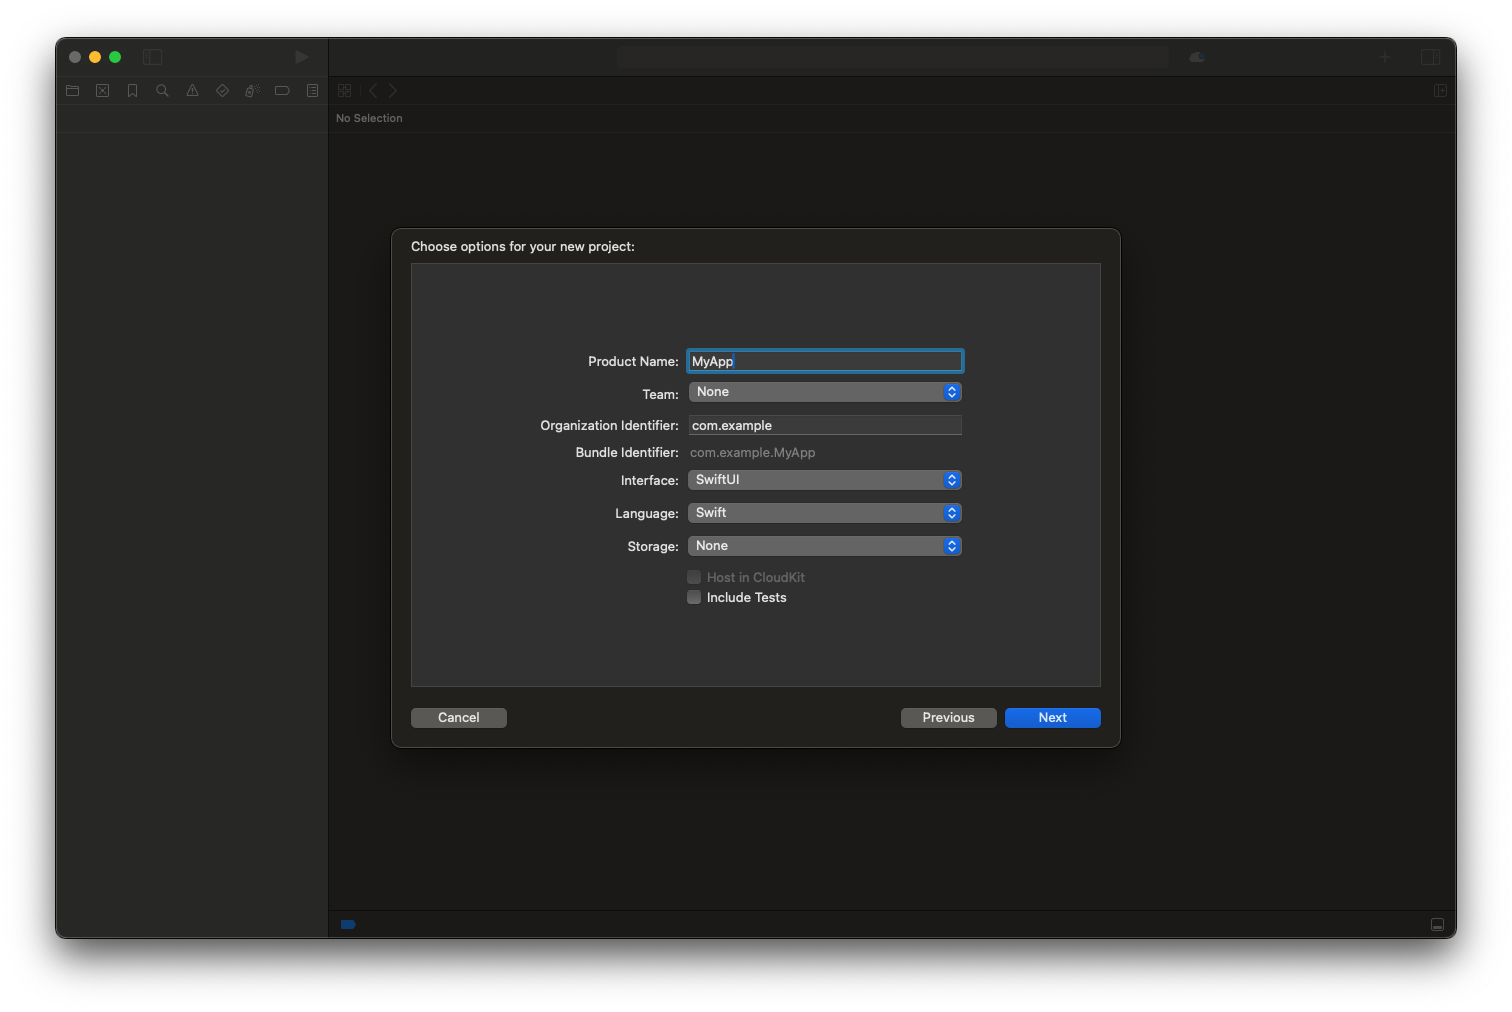 No Selection
Choose options for your new project:
Product Name: MyApp
Team: None
Organization Identifier: com.example
Bundle Identifier: com.example.MyApp
Interface: SwiftUI
Language: Swift
Storage: None
Host in CloudKit
Include Tests
Cancel Previous Next